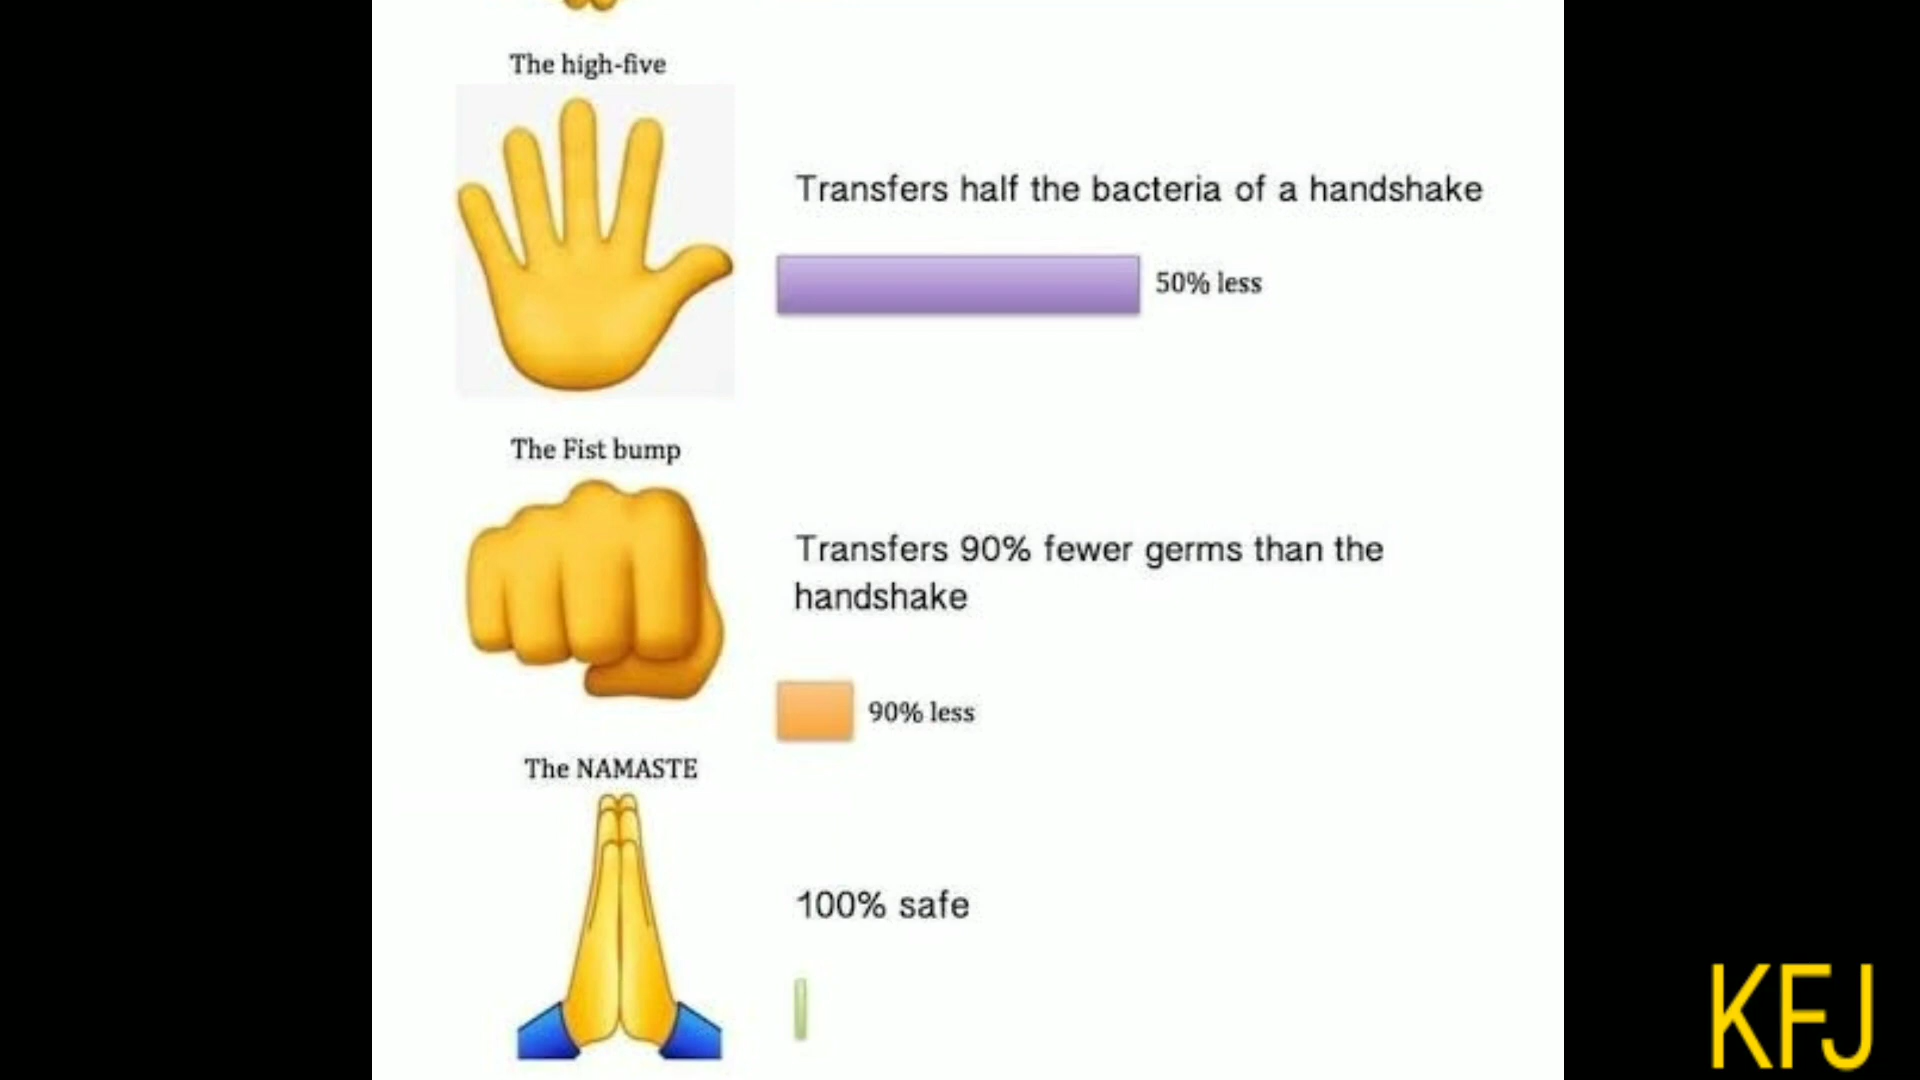 The high-five
Transfers half the bacteria of a handshake
50% less
The Fist bump
Transfers 90% fewer germs than the
handshake
90% less
The NAMASTE
100% safe
KFJ